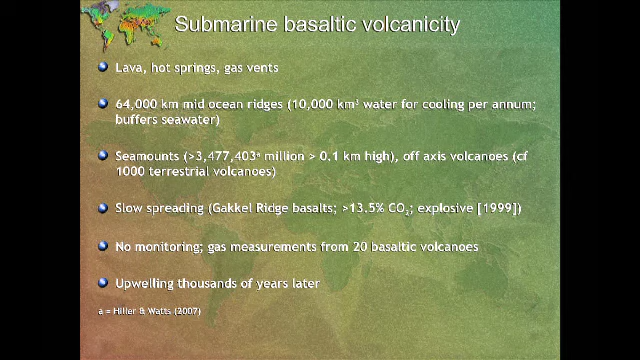 Submarine basaltic volcanicity
Lava, hot springs, gas vents
64,000 km mid ocean ridges (10,000 km³ water for cooling per annum;
buffers seawater)
Seamounts (>3,477,403ᵃ million > 0.1 km high), off axis volcanoes (cf
1000 terrestrial volcanoes)
Slow spreading (Gakkel Ridge basalts; >13.5% CO₂; explosive [1999])
No monitoring; gas measurements from 20 basaltic volcanoes
Upwelling thousands of years later
a = Hiller & Watts (2007)